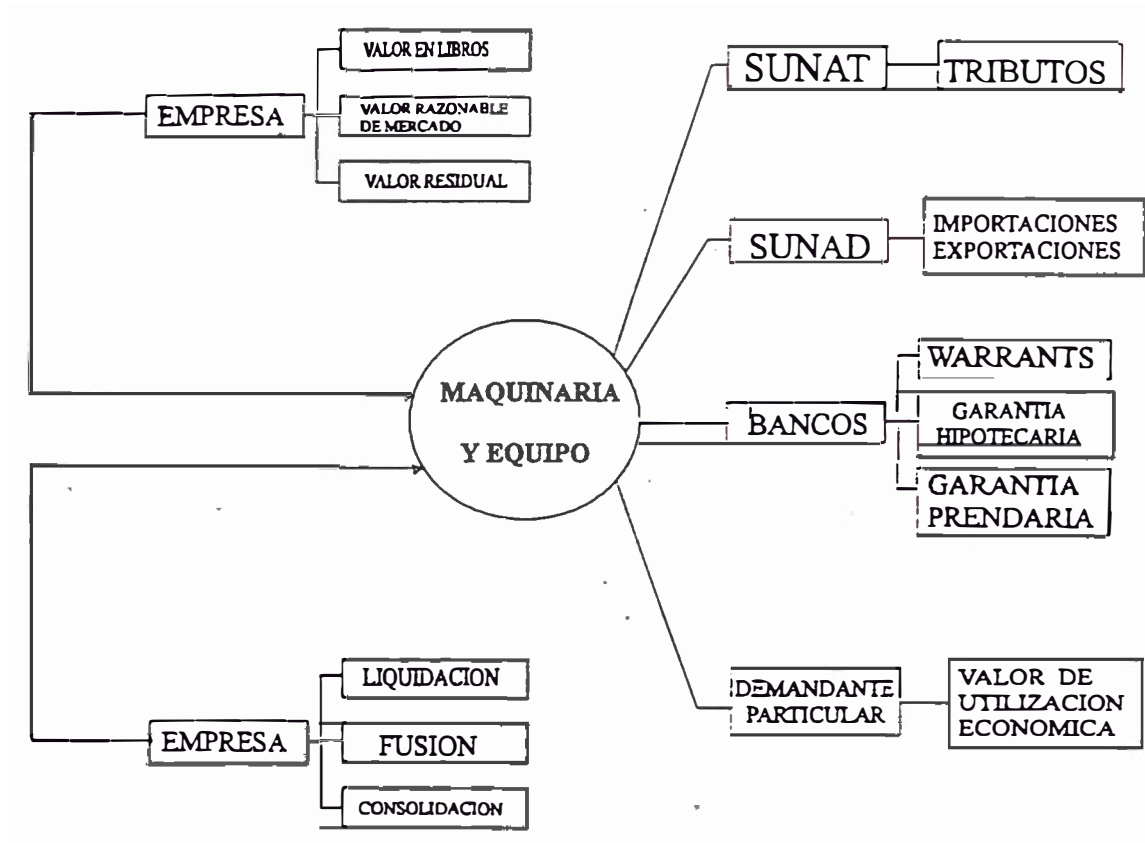 VALOR EN LIBROS
EMPRESA
VALOR RAZONABLE
DE MERCADO
VALOR RESIDUAL
SUNAT
TRIBUTOS
SUNAD
IMPORTACIONES
EXPORTACIONES
MAQUINARIA
Y EQUIPO
BANCOS
WARRANTS
GARANTIA
HIPOTECARIA
GARANTIA
PRENDARIA
LIQUIDACION
EMPRESA
FUSION
CONSOLIDACION
DEMANDANTE
PARTICULAR
VALOR DE
UTILIZACION
ECONOMICA